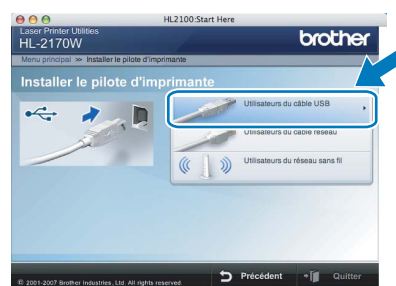 HL2100:Start Here
Laser Printer Utilities
HL-2170W
brother
Menu principal >> Installer le pilote d'imprimante
Installer le pilote d'imprimante
Utilisateurs du câble USB
Utilisateurs du câble réseau
Utilisateurs du réseau sans fil
© 2001-2007 Brother Industries, Ltd. All rights reserved.
Précédent
Quitter